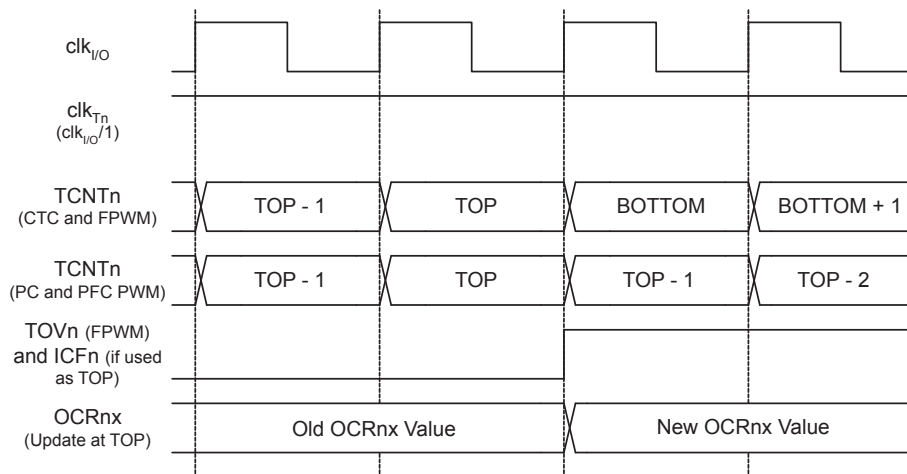 clkI/O
clkTn
(clkI/O/1)
TCNTn
(CTC and FPWM)
TOP - 1 TOP BOTTOM BOTTOM + 1
TCNTn
(PC and PFC PWM)
TOP - 1 TOP TOP - 1 TOP - 2
TOVn (FPWM)
and ICFn (if used
as TOP)
OCRnx
(Update at TOP)
Old OCRnx Value New OCRnx Value